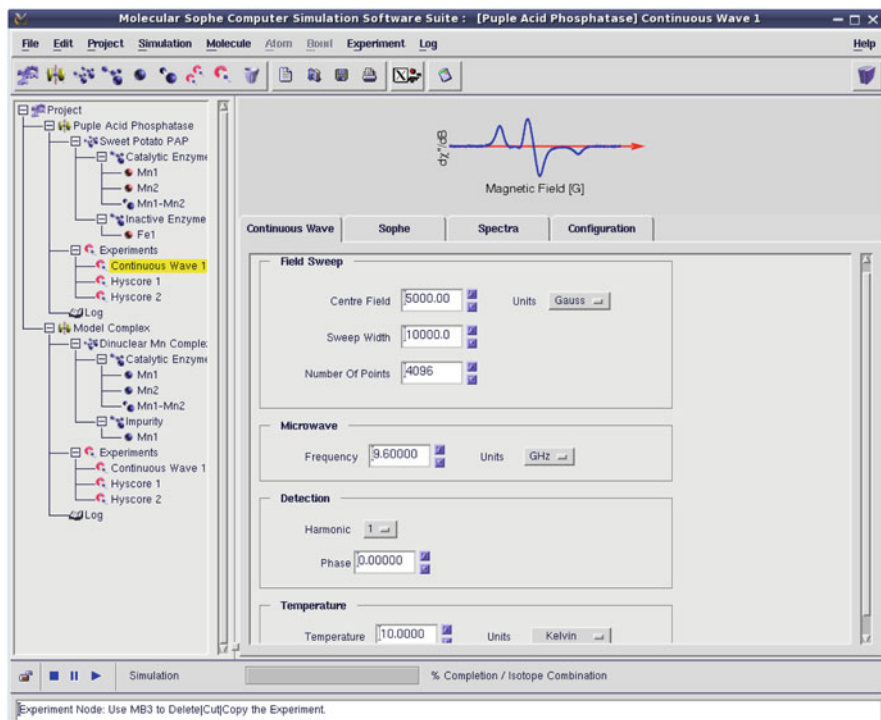 Molecular Sophe Computer Simulation Software Suite : [Puple Acid Phosphatase] Continuous Wave 1
File Edit Project Simulation Molecule Atom Bond Experiment Log Help
Project
Puple Acid Phosphatase
Sweet Potato PAP
Catalytic Enzyme
Mn1
Mn2
Mn1-Mn2
Inactive Enzyme
Fe1
Experiments
Continuous Wave 1
Hyscore 1
Hyscore 2
Log
Model Complex
Dinuclear Mn Comple
Catalytic Enzyme
Mn1
Mn2
Mn1-Mn2
Impurity
Mn1
Experiments
Continuous Wave 1
Hyscore 1
Hyscore 2
Log
dχ"/dB
Magnetic Field [G]
Continuous Wave Sophe Spectra Configuration
Field Sweep
Centre Field 5000.00 Units Gauss
Sweep Width 10000.0
Number Of Points 4096
Microwave
Frequency 9.60000 Units GHz
Detection
Harmonic 1
Phase 0.00000
Temperature
Temperature 10.0000 Units Kelvin
Simulation % Completion / Isotope Combination
Experiment Node: Use MB3 to Delete|Cut|Copy the Experiment.